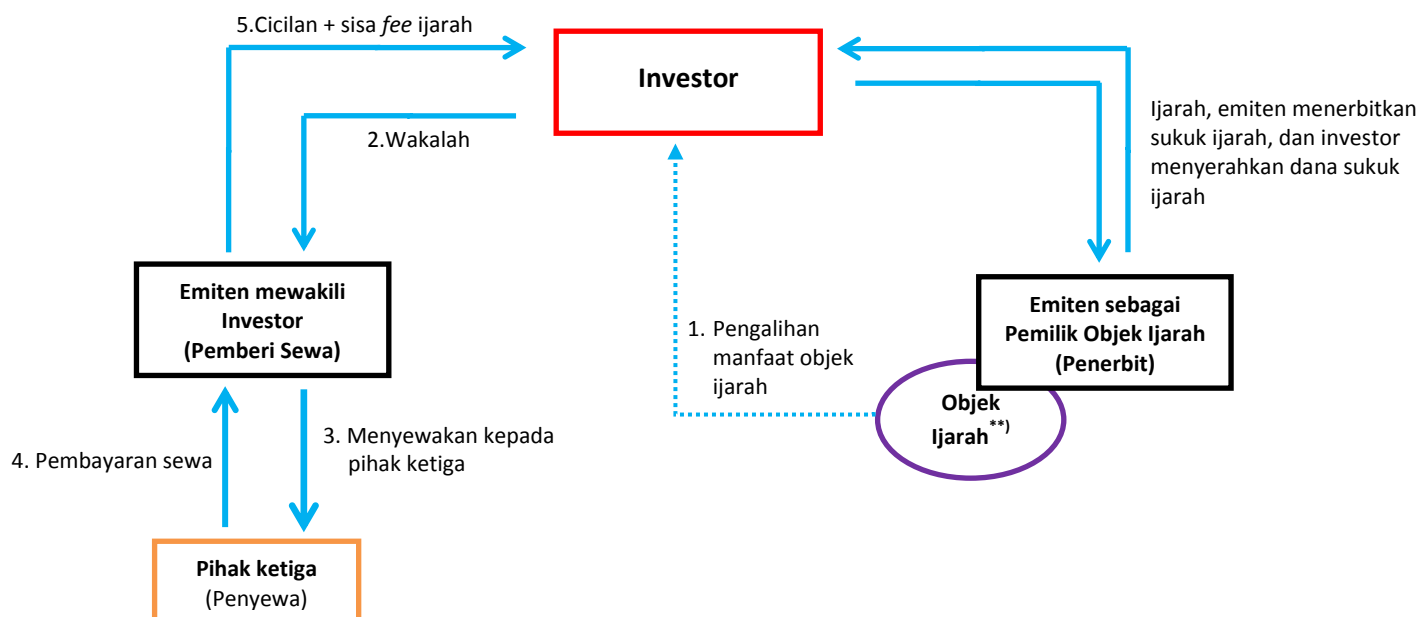 5.Cicilan + sisa fee ijarah
Investor
2.Wakalah
Ijarah, emiten menerbitkan
sukuk ijarah, dan investor
menyerahkan dana sukuk
ijarah
Emiten mewakili
Investor
(Pemberi Sewa)
1. Pengalihan
manfaat objek
ijarah
Emiten sebagai
Pemilik Objek Ijarah
(Penerbit)
Objek
Ijarah**)
4. Pembayaran sewa
3. Menyewakan kepada
pihak ketiga
Pihak ketiga
(Penyewa)